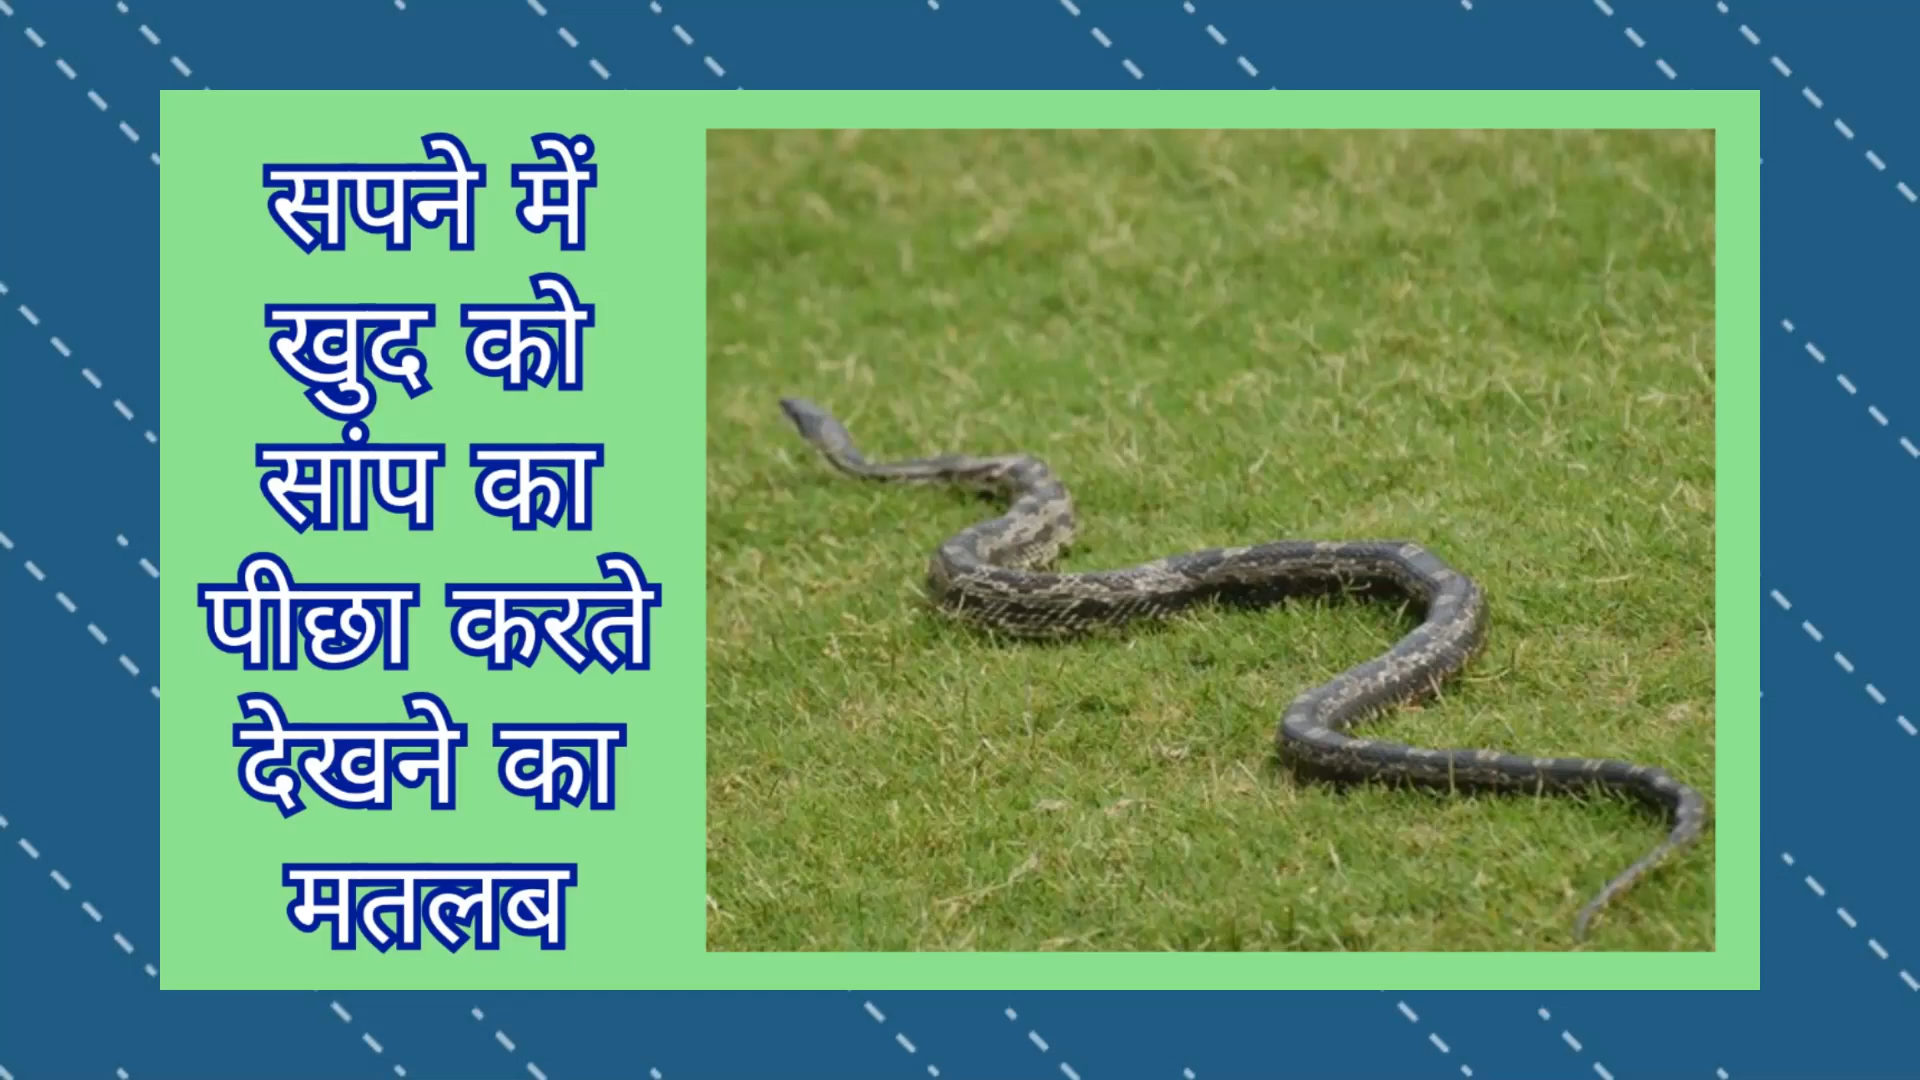 सपने में
खुद को
सांप का
पीछा करते
देखने का
मतलब